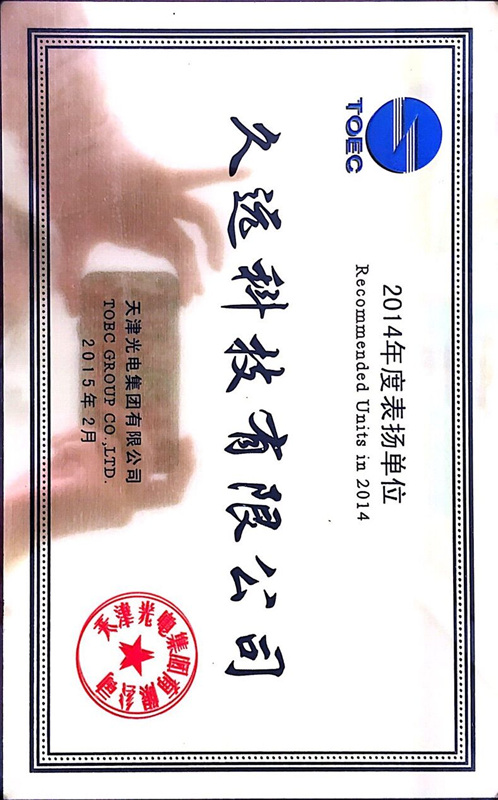 TOEC
2014年度表扬单位
Recommended Units in 2014
久远科技有限公司
天津光电集团有限公司
TOEC GROUP CO.,LTD.
2015年2月
天津光电集团有限公司